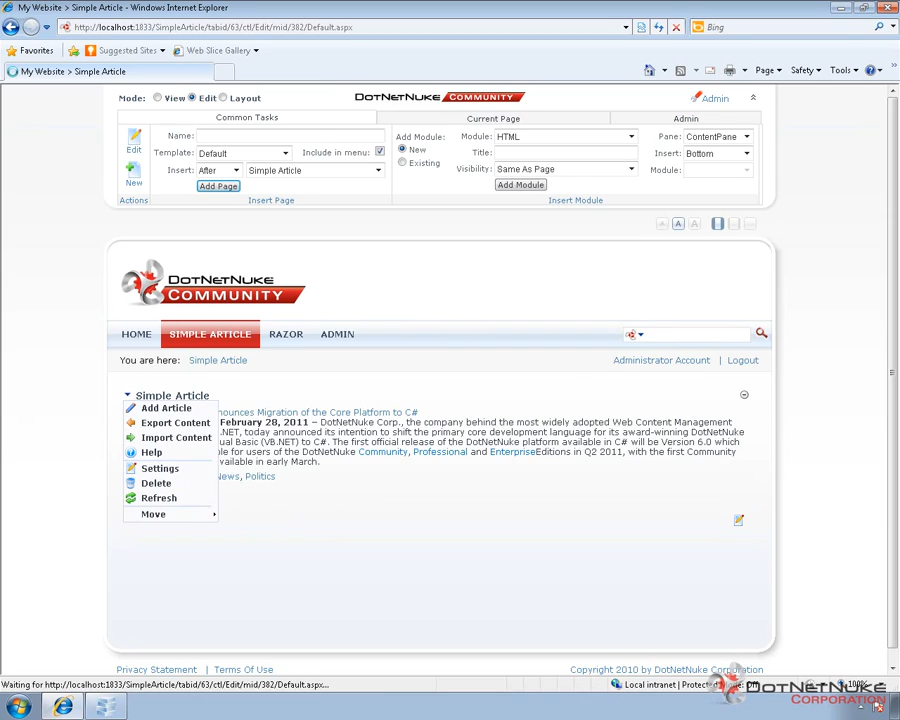 My Website > Simple Article - Windows Internet Explorer
http://localhost:1833/SimpleArticle/tabid/63/ctl/Edit/mid/382/Default.aspx
Bing
Favorites Suggested Sites Web Slice Gallery
My Website > Simple Article
Page Safety Tools
Mode: View Edit Layout
DOTNETNUKE COMMUNITY
Admin
Common Tasks Current Page Admin
Edit
New
Actions
Name:
Template: Default Include in menu:
Insert: After Simple Article
Add Page
Insert Page
Add Module: Module: HTML Pane: ContentPane
New Title: Insert: Bottom
Existing Visibility: Same As Page Module:
Add Module
Insert Module
A A A
DOTNETNUKE
COMMUNITY
HOME SIMPLE ARTICLE RAZOR ADMIN
You are here: Simple Article Administrator Account | Logout
Simple Article
Add Article
Export Content
Import Content
Help
Settings
Delete
Refresh
Move
nounces Migration of the Core Platform to C#
February 28, 2011 – DotNetNuke Corp., the company behind the most widely adopted Web Content Management
.NET, today announced its intention to shift the primary core development language for its award-winning DotNetNuke
ual Basic (VB.NET) to C#. The first official release of the DotNetNuke platform available in C# will be Version 6.0 which
le for users of the DotNetNuke Community, Professional and EnterpriseEditions in Q2 2011, with the first Community
vailable in early March.
News, Politics
Privacy Statement | Terms Of Use Copyright 2010 by DotNetNuke Corporation
Waiting for http://localhost:1833/SimpleArticle/tabid/63/ctl/Edit/mid/382/Default.aspx...
Local intranet | Protected Mode: Off 100%
DOTNETNUKE
CORPORATION